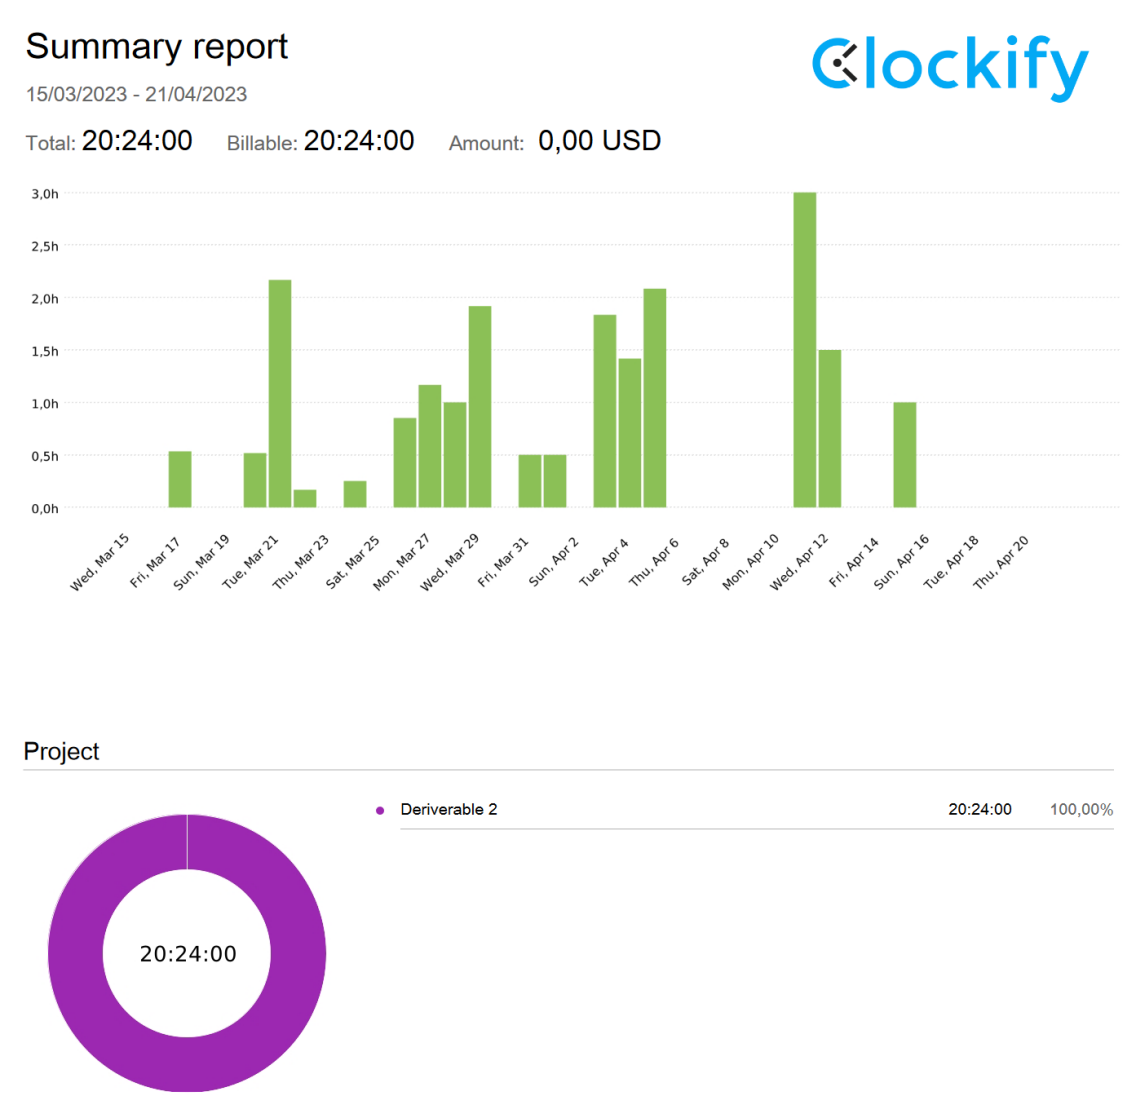 Summary report
Clockify
15/03/2023 - 21/04/2023
Total: 20:24:00 Billable: 20:24:00 Amount: 0,00 USD
3,0h
2,5h
2,0h
1,5h
1,0h
0,5h
0,0h
Wed, Mar 15
Fri, Mar 17
Sun, Mar 19
Tue, Mar 21
Thu, Mar 23
Sat, Mar 25
Mon, Mar 27
Wed, Mar 29
Fri, Mar 31
Sun, Apr 2
Tue, Apr 4
Thu, Apr 6
Sat, Apr 8
Mon, Apr 10
Wed, Apr 12
Fri, Apr 14
Sun, Apr 16
Tue, Apr 18
Thu, Apr 20
Project
Deriverable 2 20:24:00 100,00%
20:24:00